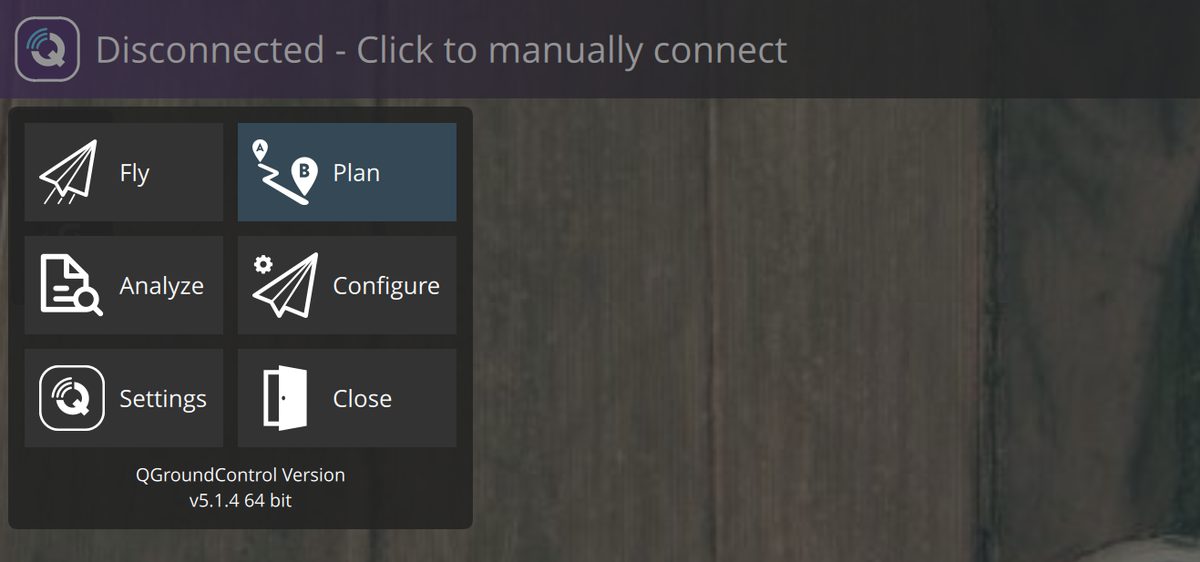 Disconnected - Click to manually connect
Fly
A
B
Plan
Analyze
Configure
Settings
Close
QGroundControl Version
v5.1.4 64 bit